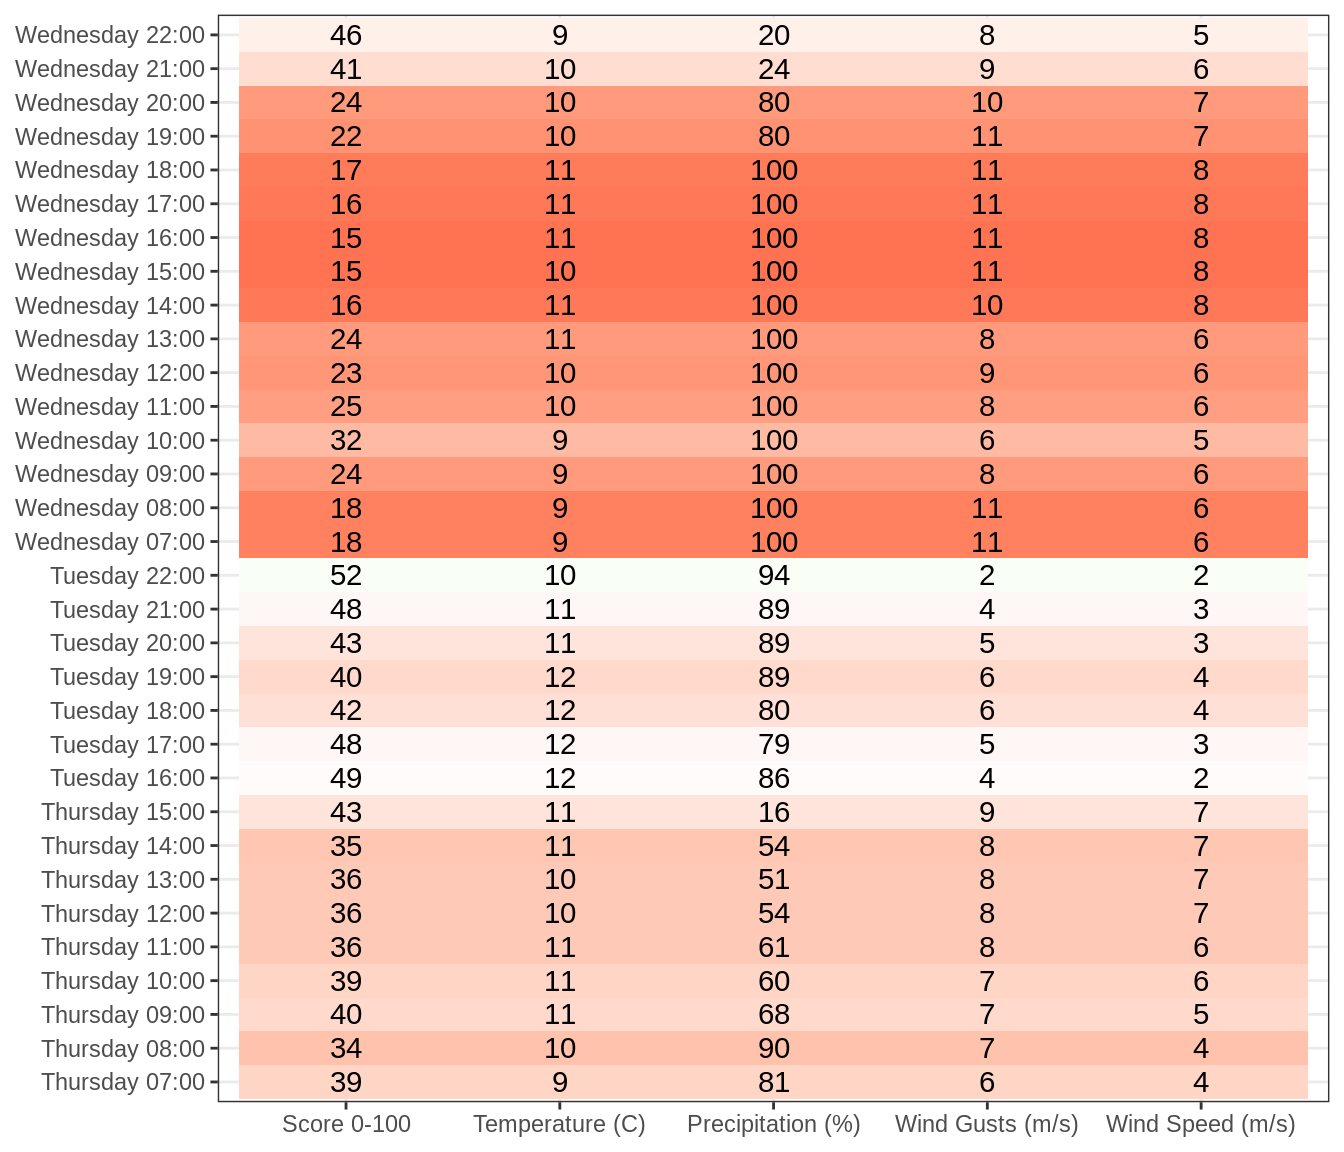 Wednesday 22:00 46 9 20 8 5
Wednesday 21:00 41 10 24 9 6
Wednesday 20:00 24 10 80 10 7
Wednesday 19:00 22 10 80 11 7
Wednesday 18:00 17 11 100 11 8
Wednesday 17:00 16 11 100 11 8
Wednesday 16:00 15 11 100 11 8
Wednesday 15:00 15 10 100 11 8
Wednesday 14:00 16 11 100 10 8
Wednesday 13:00 24 11 100 8 6
Wednesday 12:00 23 10 100 9 6
Wednesday 11:00 25 10 100 8 6
Wednesday 10:00 32 9 100 6 5
Wednesday 09:00 24 9 100 8 6
Wednesday 08:00 18 9 100 11 6
Wednesday 07:00 18 9 100 11 6
Tuesday 22:00 52 10 94 2 2
Tuesday 21:00 48 11 89 4 3
Tuesday 20:00 43 11 89 5 3
Tuesday 19:00 40 12 89 6 4
Tuesday 18:00 42 12 80 6 4
Tuesday 17:00 48 12 79 5 3
Tuesday 16:00 49 12 86 4 2
Thursday 15:00 43 11 16 9 7
Thursday 14:00 35 11 54 8 7
Thursday 13:00 36 10 51 8 7
Thursday 12:00 36 10 54 8 7
Thursday 11:00 36 11 61 8 6
Thursday 10:00 39 11 60 7 6
Thursday 09:00 40 11 68 7 5
Thursday 08:00 34 10 90 7 4
Thursday 07:00 39 9 81 6 4
Score 0-100 Temperature (C) Precipitation (%) Wind Gusts (m/s) Wind Speed (m/s)